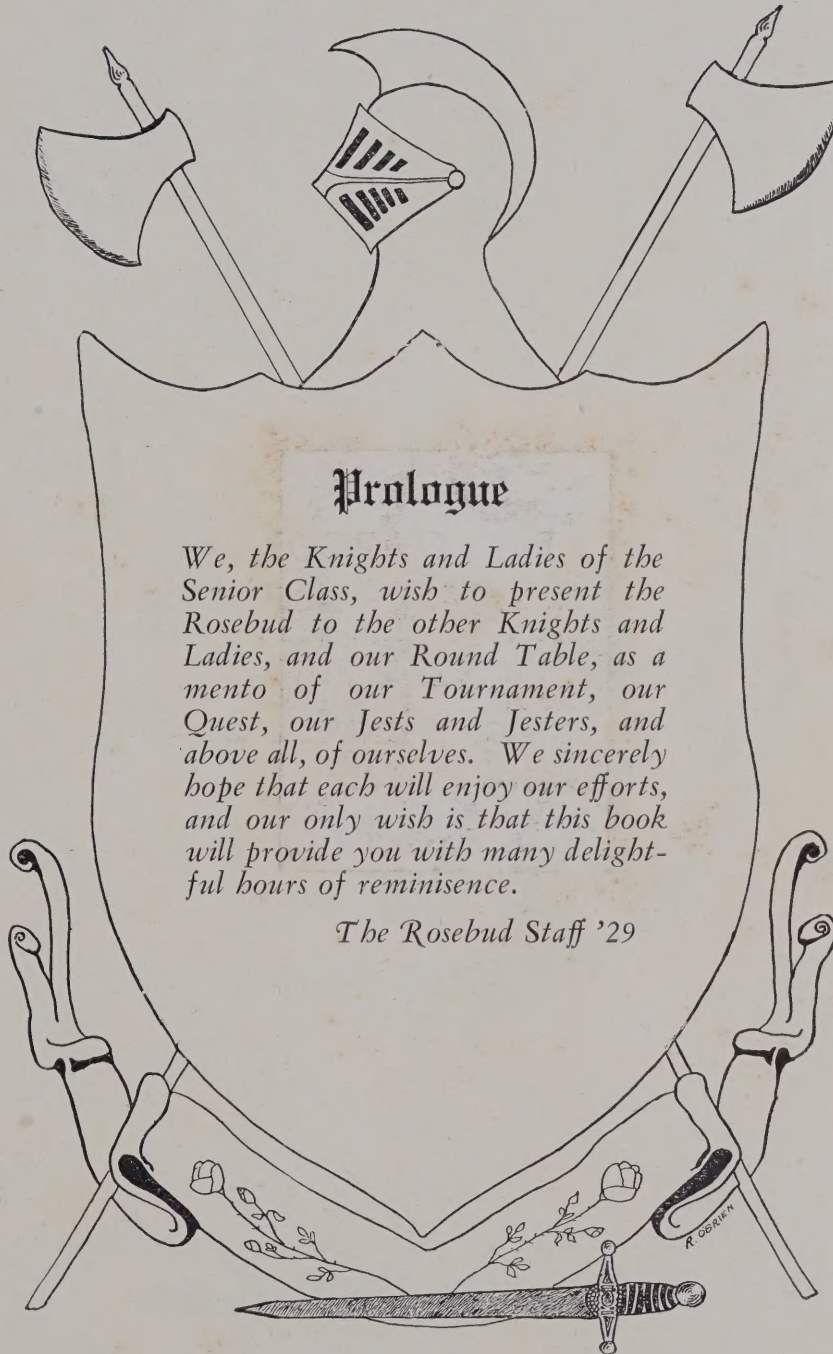 Prologue
We, the Knights and Ladies of the
Senior Class, wish to present the
Rosebud to the other Knights and
Ladies, and our Round Table, as a
mento of our Tournament, our
Quest, our Jests and Jesters, and
above all, of ourselves. We sincerely
hope that each will enjoy our efforts,
and our only wish is that this book
will provide you with many delight-
ful hours of reminisence.
The Rosebud Staff '29
R. O'BRIEN